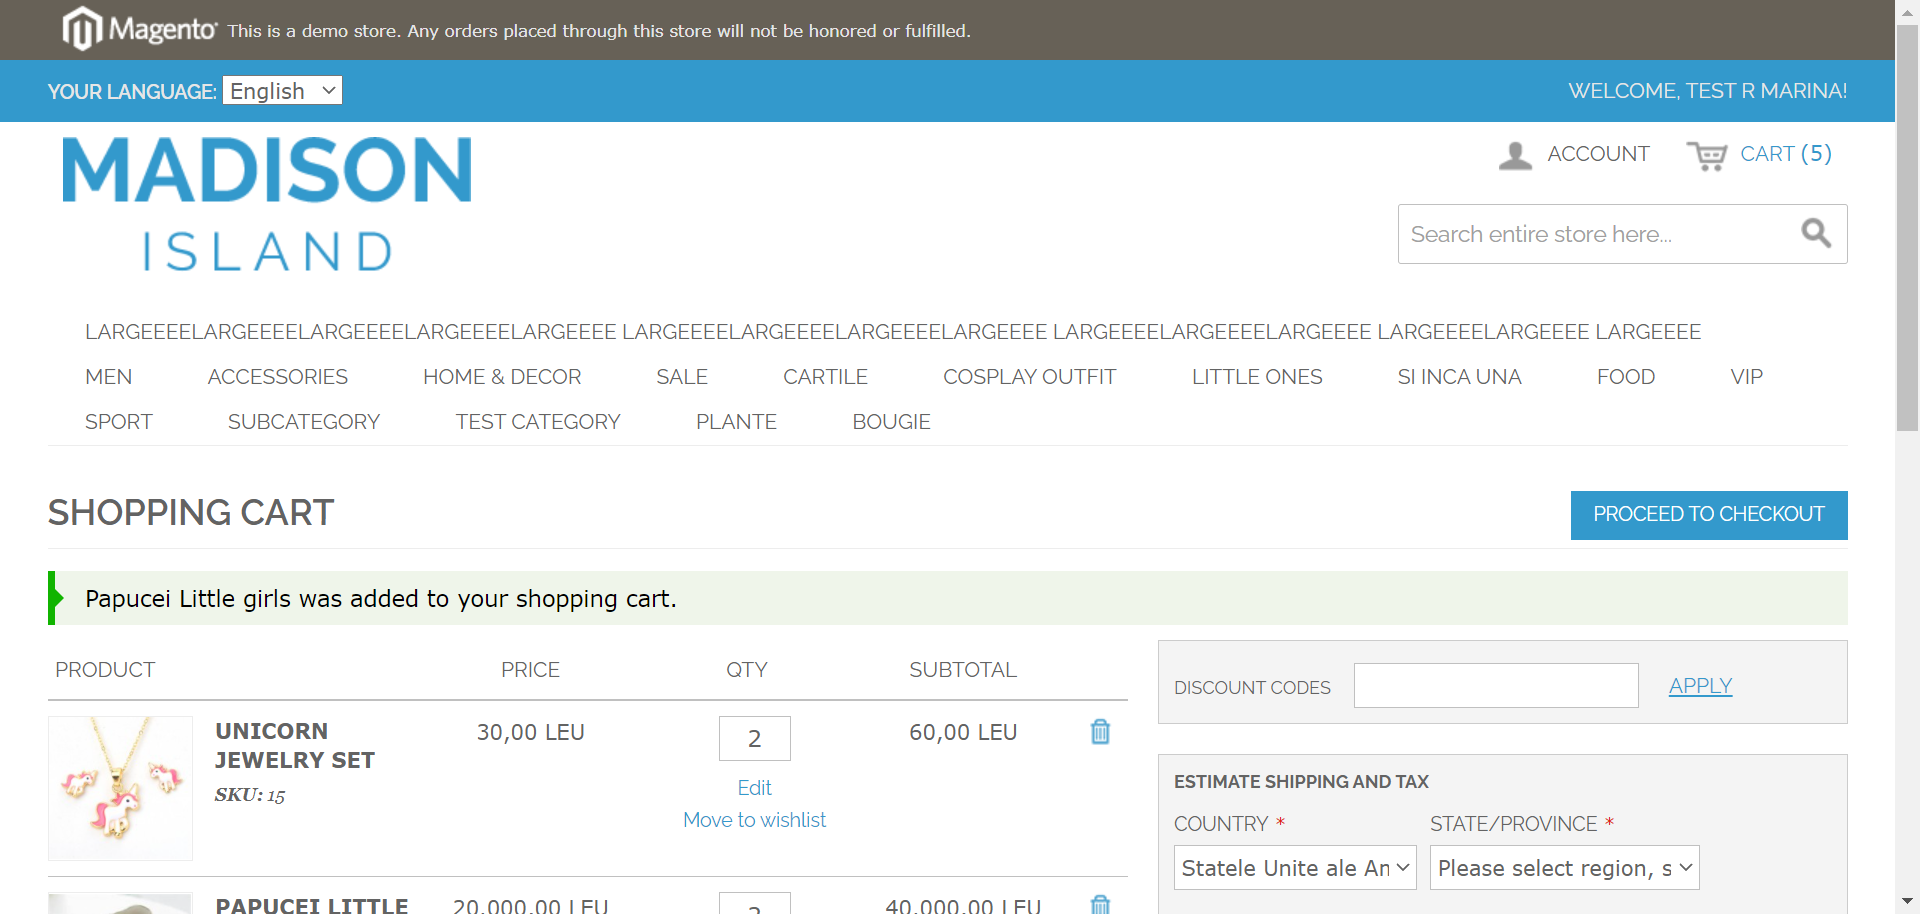 Magento This is a demo store. Any orders placed through this store will not be honored or fulfilled.
YOUR LANGUAGE: English WELCOME, TEST R MARINA!
MADISON
ISLAND
ACCOUNT CART (5)
Search entire store here...
LARGEEEELARGEEEELARGEEEELARGEEEELARGEEEE LARGEEEELARGEEEELARGEEEELARGEEEE LARGEEEELARGEEEELARGEEEE LARGEEEELARGEEEE LARGEEEE
MEN ACCESSORIES HOME & DECOR SALE CARTILE COSPLAY OUTFIT LITTLE ONES SI INCA UNA FOOD VIP
SPORT SUBCATEGORY TEST CATEGORY PLANTE BOUGIE
SHOPPING CART PROCEED TO CHECKOUT
Papucei Little girls was added to your shopping cart.
PRODUCT PRICE QTY SUBTOTAL
UNICORN JEWELRY SET
SKU: 15
30,00 LEU 2 60,00 LEU
Edit
Move to wishlist
PAPUCEI LITTLE 20.000,00 LEU 40.000,00 LEU
DISCOUNT CODES APPLY
ESTIMATE SHIPPING AND TAX
COUNTRY * STATE/PROVINCE *
Statele Unite ale Am Please select region, s